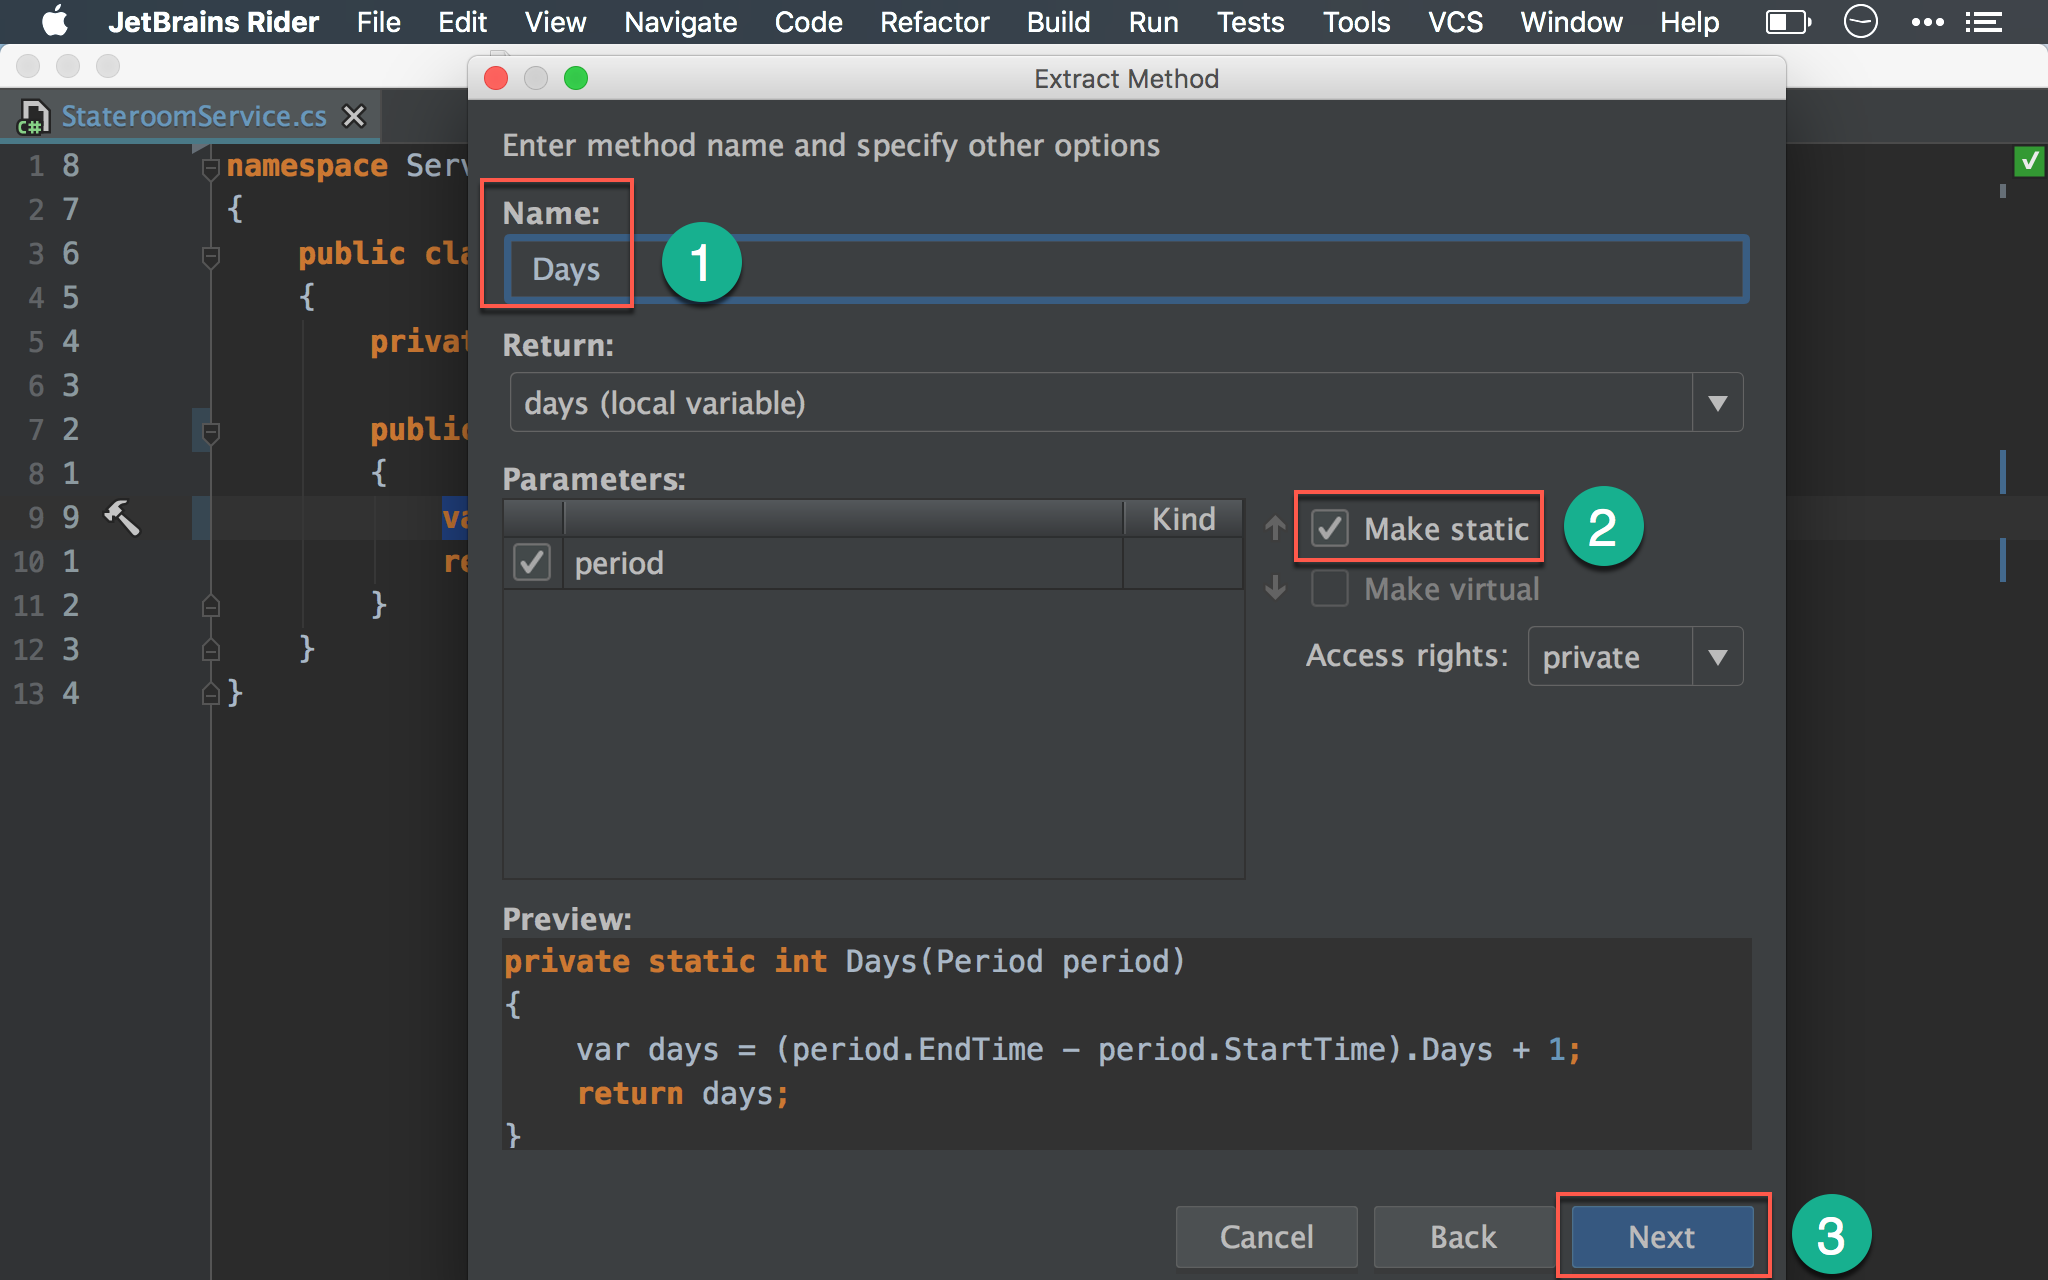 JetBrains Rider File Edit View Navigate Code Refactor Build Run Tests Tools VCS Window Help
Extract Method
StateroomService.cs
C#
1 8 namespace Serv
2 7 {
3 6 public cla
4 5 {
5 4 privat
6 3
7 2 public
8 1 {
9 9 va
10 1 re
11 2 }
12 3 }
13 4 }
Enter method name and specify other options
Name:
Days
1
Return:
days (local variable)
Parameters:
Kind
period
Make static
2
Make virtual
Access rights: private
Preview:
private static int Days(Period period)
{
var days = (period.EndTime - period.StartTime).Days + 1;
return days;
}
Cancel Back Next
3